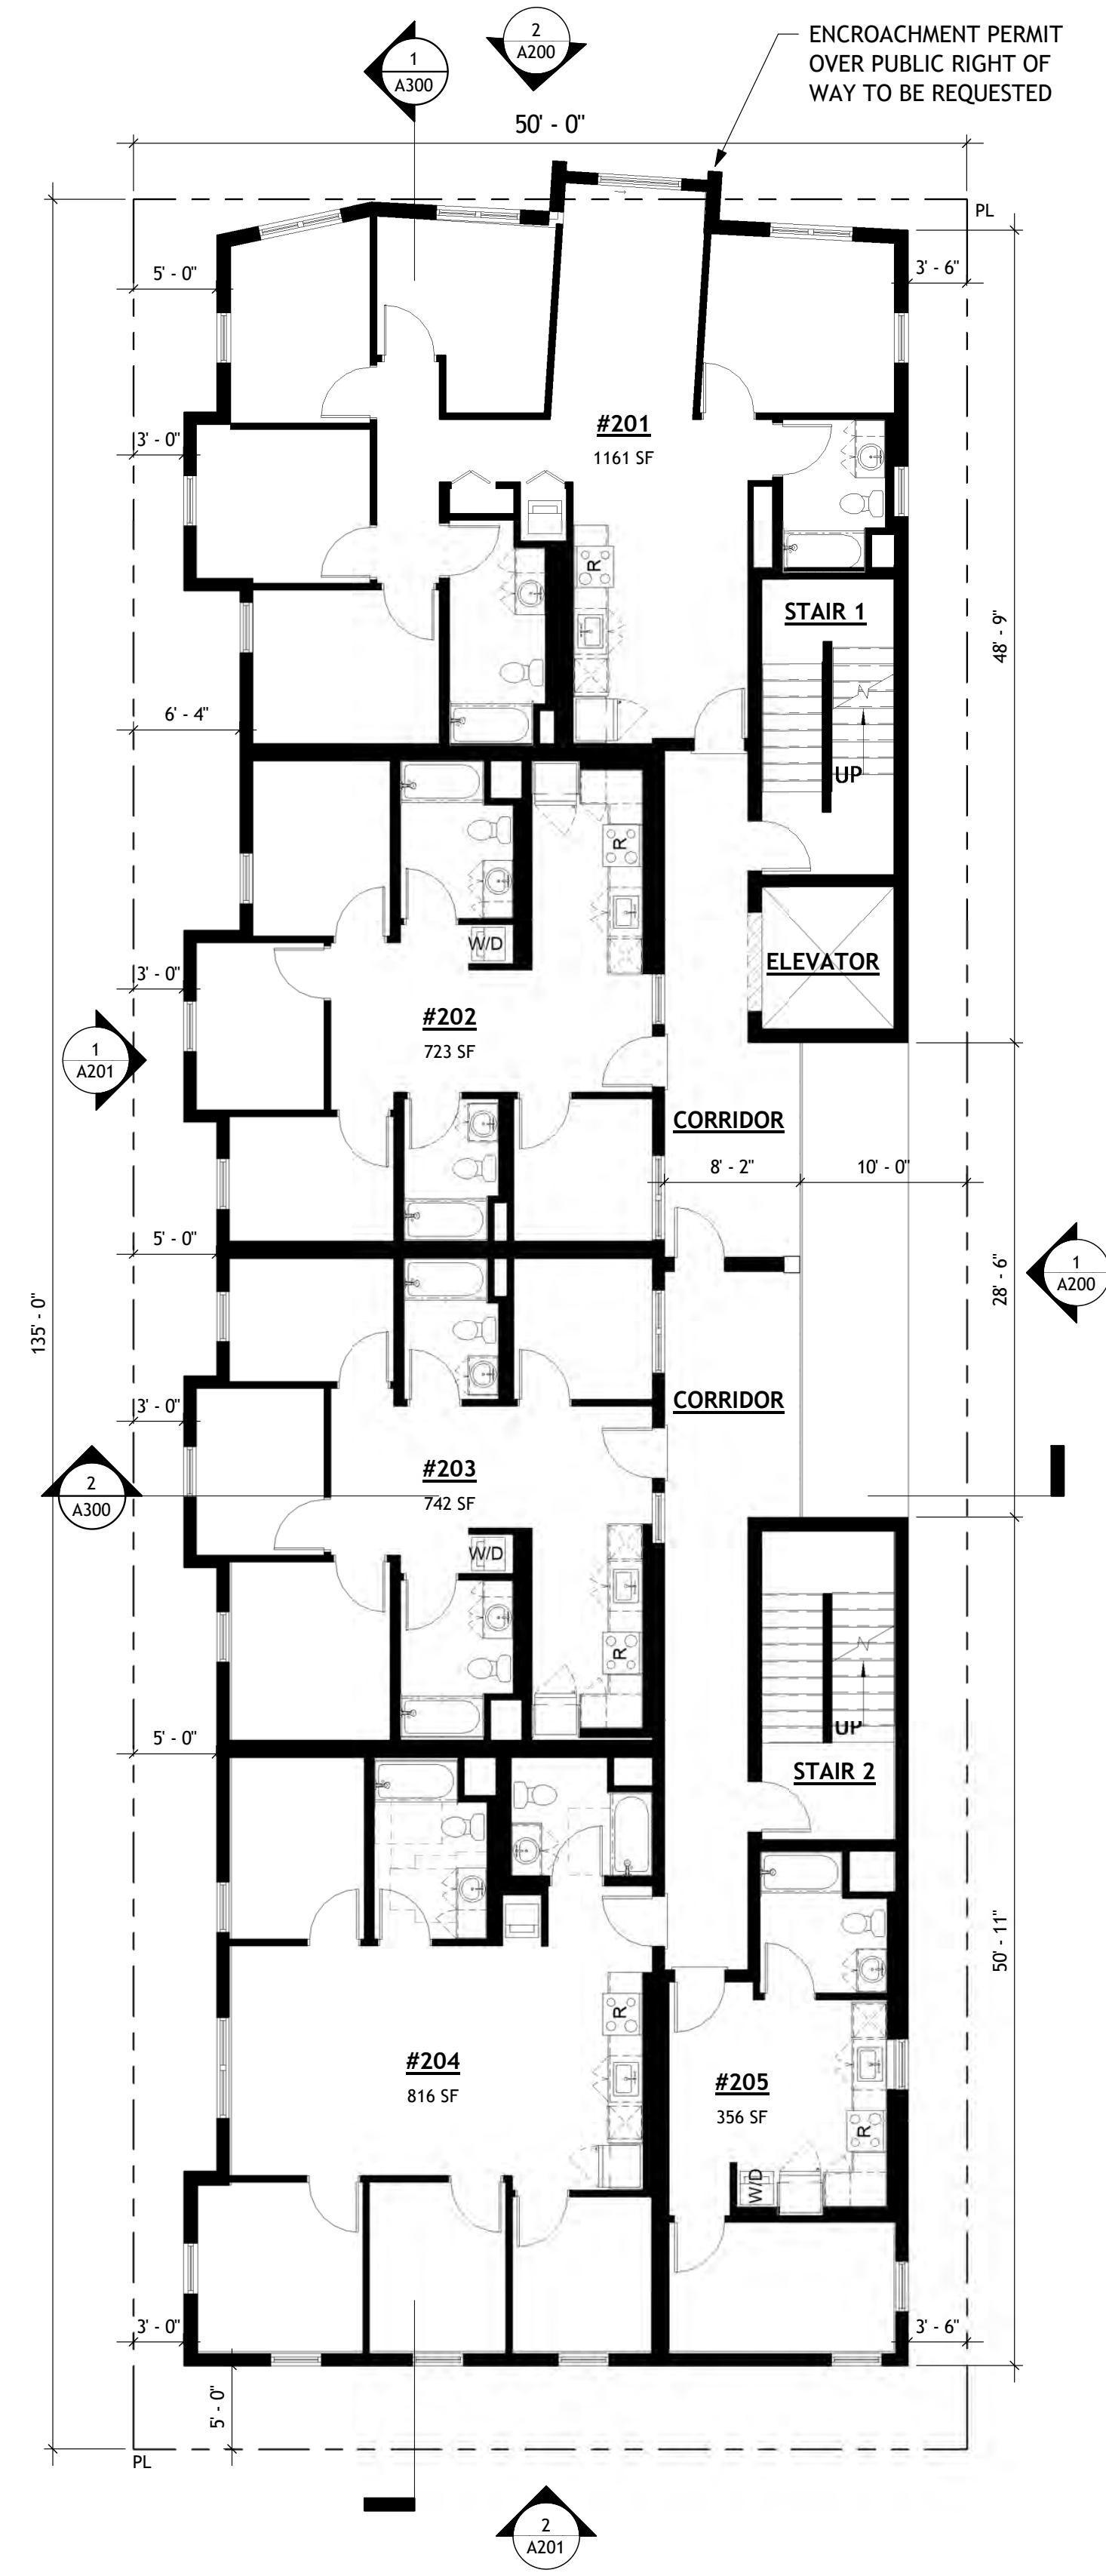 2
A200
1
A300
ENCROACHMENT PERMIT
OVER PUBLIC RIGHT OF
WAY TO BE REQUESTED
50' - 0"
PL
5' - 0"
3' - 6"
#201
1161 SF
3' - 0"
R
STAIR 1
48' - 9"
6' - 4"
UP
R
W/D
ELEVATOR
3' - 0"
#202
723 SF
1
A201
CORRIDOR
8' - 2"
10' - 0"
5' - 0"
1
A200
28' - 6"
135' - 0"
3' - 0"
CORRIDOR
#203
742 SF
2
A300
W/D
R
UP
5' - 0"
STAIR 2
50' - 11"
R
#204
816 SF
#205
356 SF
R
W/D
3' - 0"
3' - 6"
5' - 0"
PL
2
A201